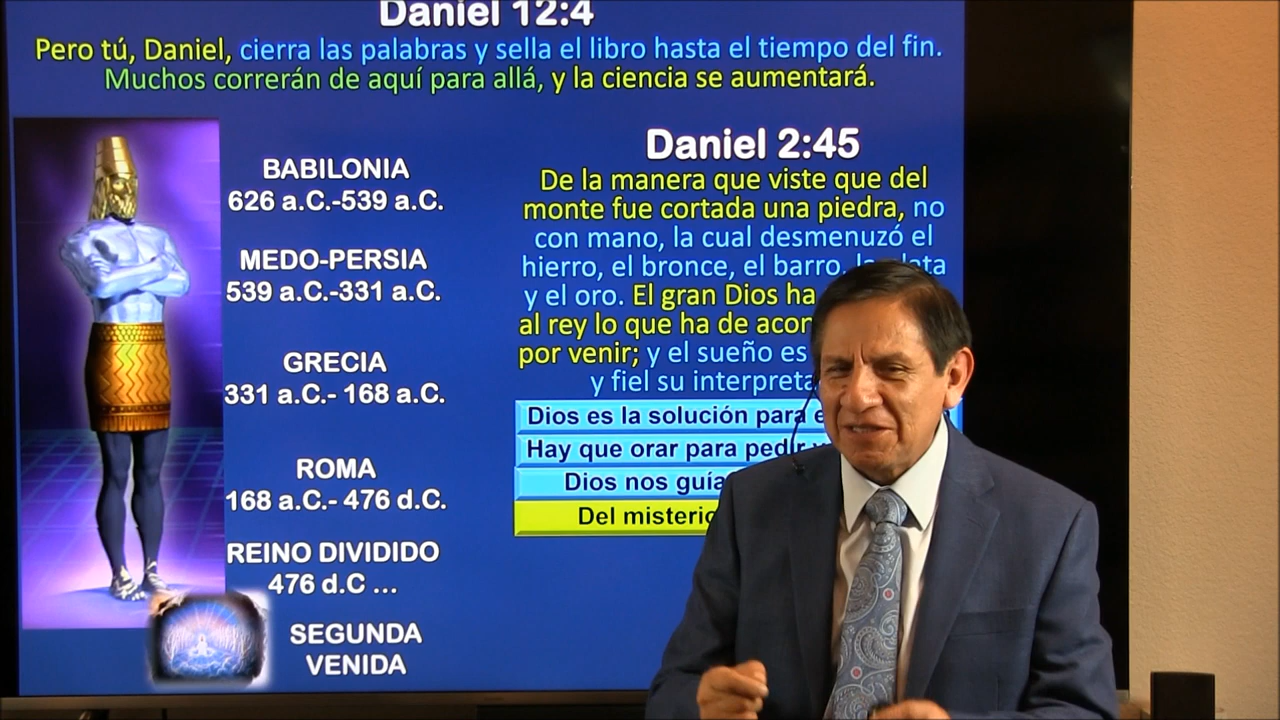 Daniel 12:4
Pero tú, Daniel, cierra las palabras y sella el libro hasta el tiempo del fin.
Muchos correrán de aquí para allá, y la ciencia se aumentará.
BABILONIA
626 a.C.-539 a.C.
MEDO-PERSIA
539 a.C.-331 a.C.
GRECIA
331 a.C.- 168 a.C.
ROMA
168 a.C.- 476 d.C.
REINO DIVIDIDO
476 d.C ...
SEGUNDA
VENIDA
Daniel 2:45
De la manera que viste que del
monte fue cortada una piedra, no
con mano, la cual desmenuzó el
hierro, el bronce, el barro, la plata
y el oro. El gran Dios ha
al rey lo que ha de
por venir; y el sueño es
y fiel su
Dios es la solución para
Hay que orar para pedir
Dios nos guía
Del misterio